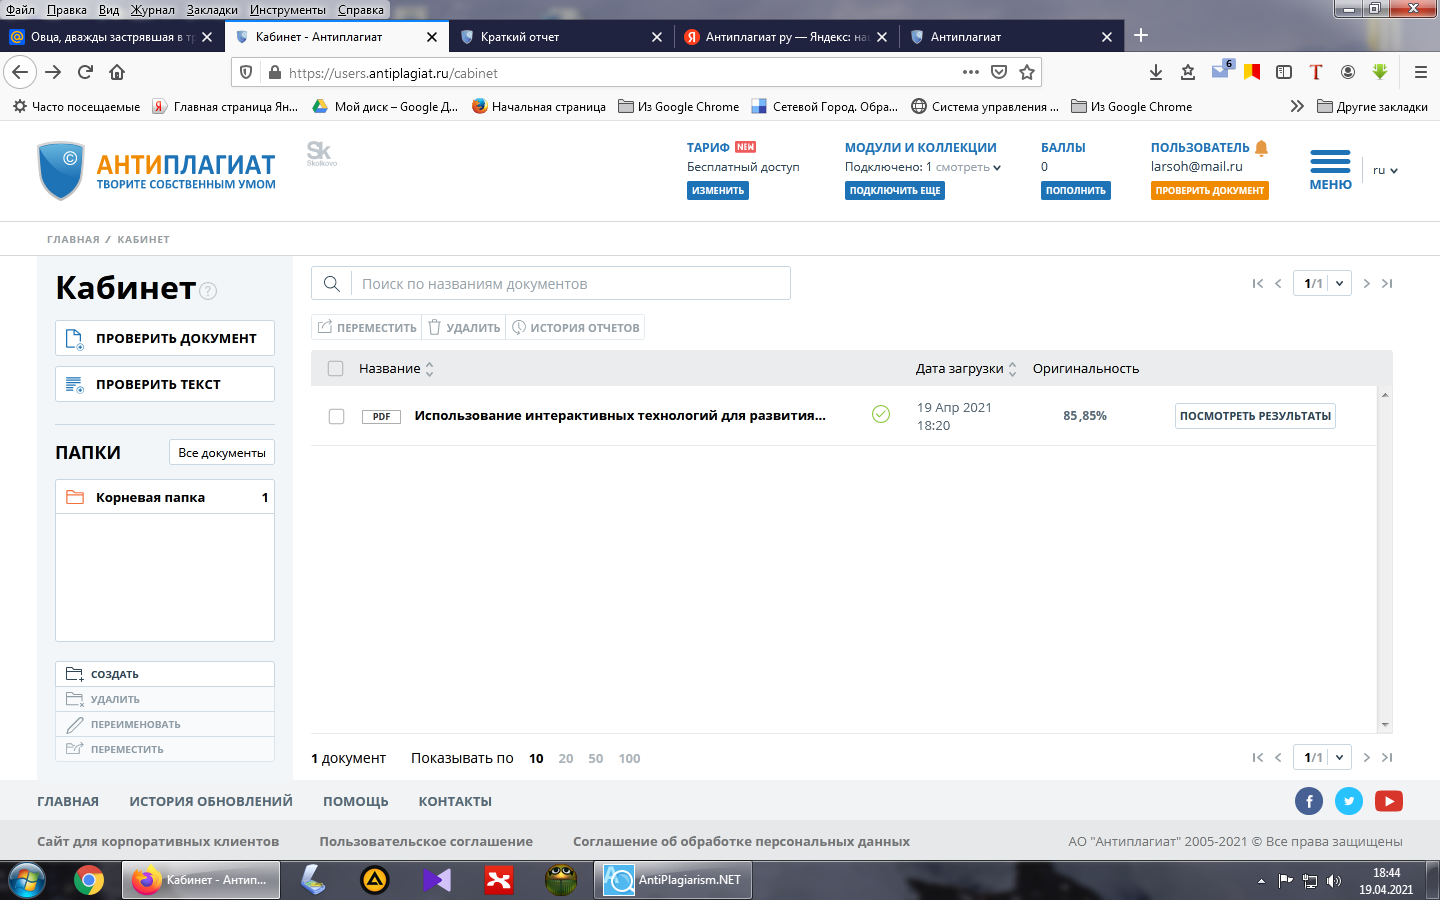 Файл Правка Вид Журнал Закладки Инструменты Справка
Овца, дважды застрявшая в тр
Кабинет - Антиплагиат
Краткий отчет
Антиплагиат ру — Яндекс: на
Антиплагиат
https://users.antiplagiat.ru/cabinet
6
Часто посещаемые
Главная страница Ян...
Мой диск – Google Д...
Начальная страница
Из Google Chrome
Сетевой Город. Обра...
Система управления ...
Из Google Chrome
Другие закладки
АНТИПЛАГИАТ
ТВОРИТЕ СОБСТВЕННЫМ УМОМ
Sk
Skolkovo
ТАРИФ NEW
Бесплатный доступ
ИЗМЕНИТЬ
МОДУЛИ И КОЛЛЕКЦИИ
Подключено: 1 смотреть
ПОДКЛЮЧИТЬ ЕЩЕ
БАЛЛЫ
0
ПОПОЛНИТЬ
ПОЛЬЗОВАТЕЛЬ
larsoh@mail.ru
ПРОВЕРИТЬ ДОКУМЕНТ
МЕНЮ
ru
ГЛАВНАЯ / КАБИНЕТ
Кабинет ?
ПРОВЕРИТЬ ДОКУМЕНТ
ПРОВЕРИТЬ ТЕКСТ
ПАПКИ
Все документы
Корневая папка 1
СОЗДАТЬ
УДАЛИТЬ
ПЕРЕИМЕНОВАТЬ
ПЕРЕМЕСТИТЬ
Поиск по названиям документов
1/1
ПЕРЕМЕСТИТЬ УДАЛИТЬ ИСТОРИЯ ОТЧЕТОВ
Название Дата загрузки Оригинальность
PDF Использование интерактивных технологий для развития...
19 Апр 2021
18:20
85,85%
ПОСМОТРЕТЬ РЕЗУЛЬТАТЫ
1 документ Показывать по 10 20 50 100
1/1
ГЛАВНАЯ ИСТОРИЯ ОБНОВЛЕНИЙ ПОМОЩЬ КОНТАКТЫ
Сайт для корпоративных клиентов Пользовательское соглашение Соглашение об обработке персональных данных АО "Антиплагиат" 2005-2021 © Все права защищены
Кабинет - Антип...
AntiPlagiarism.NET
18:44
19.04.2021